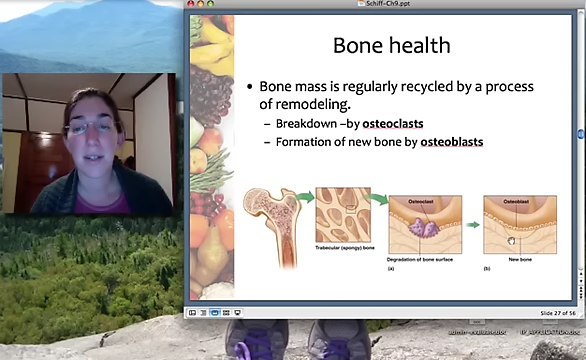 Schiff-Ch9.ppt
Bone health
• Bone mass is regularly recycled by a process
of remodeling.
– Breakdown –by osteoclasts
– Formation of new bone by osteoblasts
Osteoclast
Osteoblast
Trabecular (spongy) bone
Degradation of bone surface
New bone
(a)
(b)
Slide 27 of 56